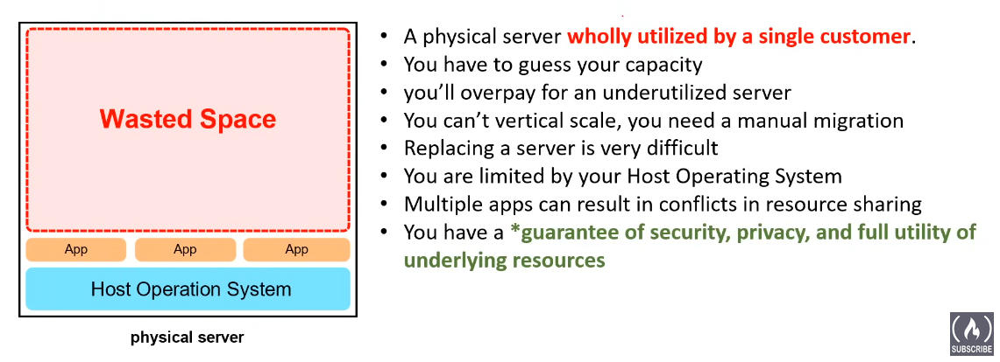 Wasted Space
App
App
App
Host Operation System
physical server
• A physical server wholly utilized by a single customer.
• You have to guess your capacity
• you’ll overpay for an underutilized server
• You can’t vertical scale, you need a manual migration
• Replacing a server is very difficult
• You are limited by your Host Operating System
• Multiple apps can result in conflicts in resource sharing
• You have a *guarantee of security, privacy, and full utility of
underlying resources
SUBSCRIBE